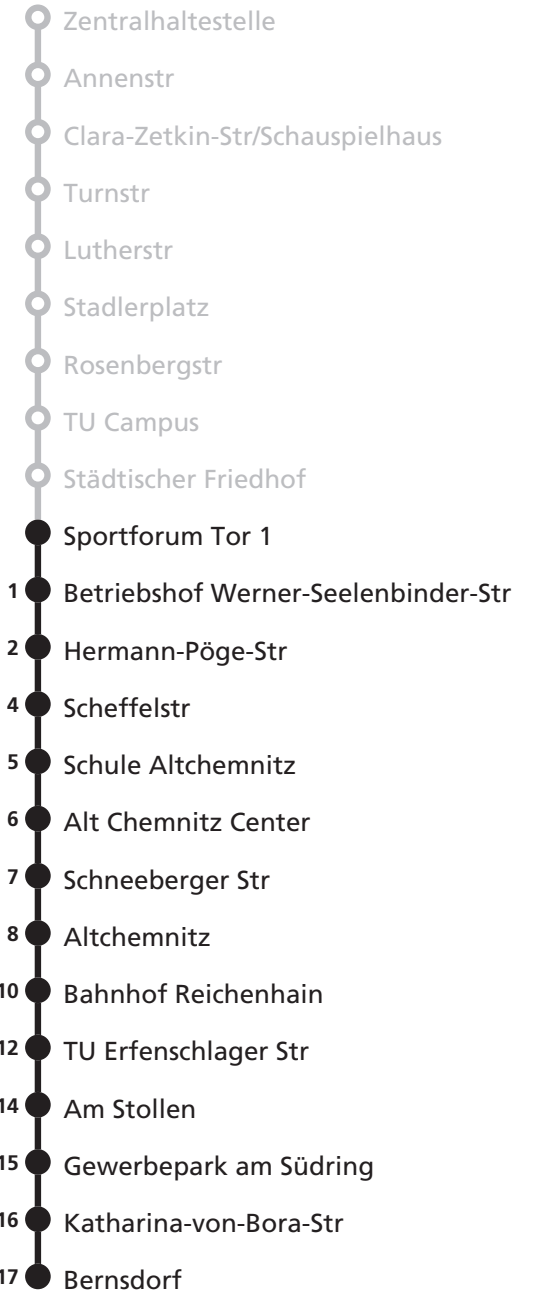 Zentralhaltestelle
Annenstr
Clara-Zetkin-Str/Schauspielhaus
Turnstr
Lutherstr
Stadlerplatz
Rosenbergstr
TU Campus
Städtischer Friedhof
Sportforum Tor 1
1 Betriebshof Werner-Seelenbinder-Str
2 Hermann-Pöge-Str
4 Scheffelstr
5 Schule Altchemnitz
6 Alt Chemnitz Center
7 Schneeberger Str
8 Altchemnitz
10 Bahnhof Reichenhain
12 TU Erfenschlager Str
14 Am Stollen
15 Gewerbepark am Südring
16 Katharina-von-Bora-Str
17 Bernsdorf